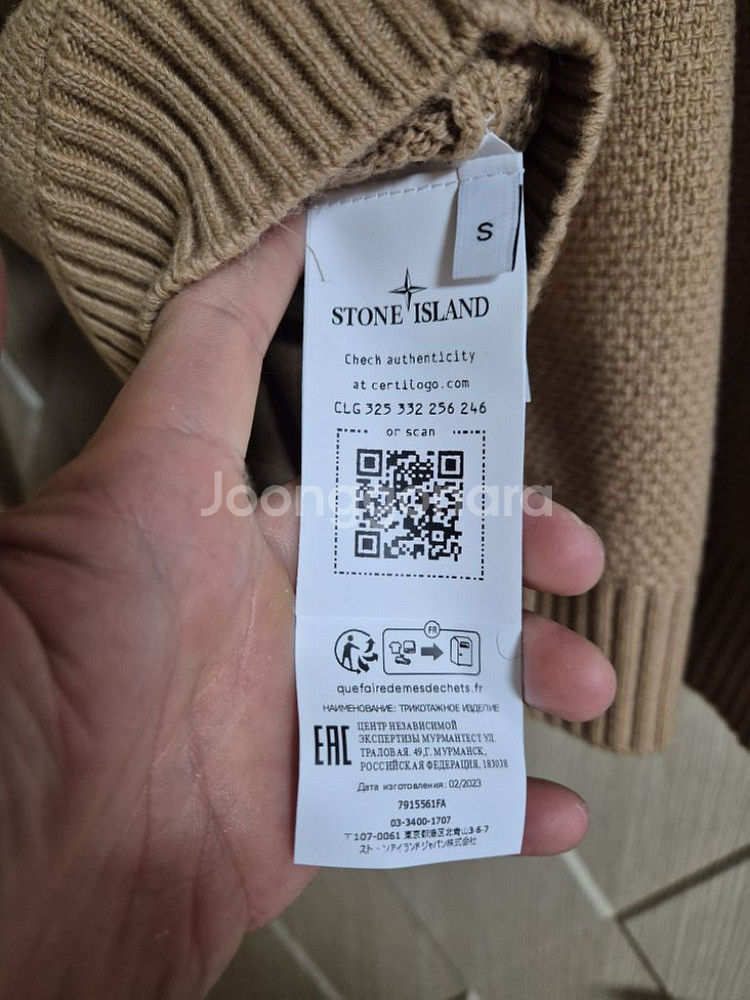 S
STONE ISLAND
Check authenticity
at certilogo.com
CLG 325 332 256 246
or scan
Joonggonara
FR
quefairedemesdechets.fr
НАИМЕНОВАНИЕ: ТРИКОТАЖНОЕ ИЗДЕЛИЕ
EAC
ЦЕНТР НЕЗАВИСИМОЙ
ЭКСПЕРТИЗЫ МУРМАНТЕСТ УЛ.
ТРАЛОВАЯ. 49,Г. МУРМАНСК,
РОССИЙСКАЯ ФЕДЕРАЦИЯ, 183038
Дата изготовления: 02/2023
7915561FA
03-3400-1707
〒107-0061 東京都港区北青山3-6-7
ストーンアイランドジャパン株式会社